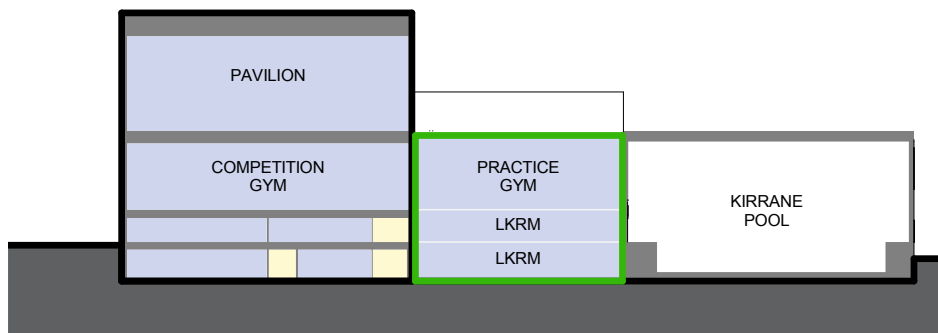 PAVILION
COMPETITION
GYM
PRACTICE
GYM
LKRM
LKRM
KIRRANE
POOL